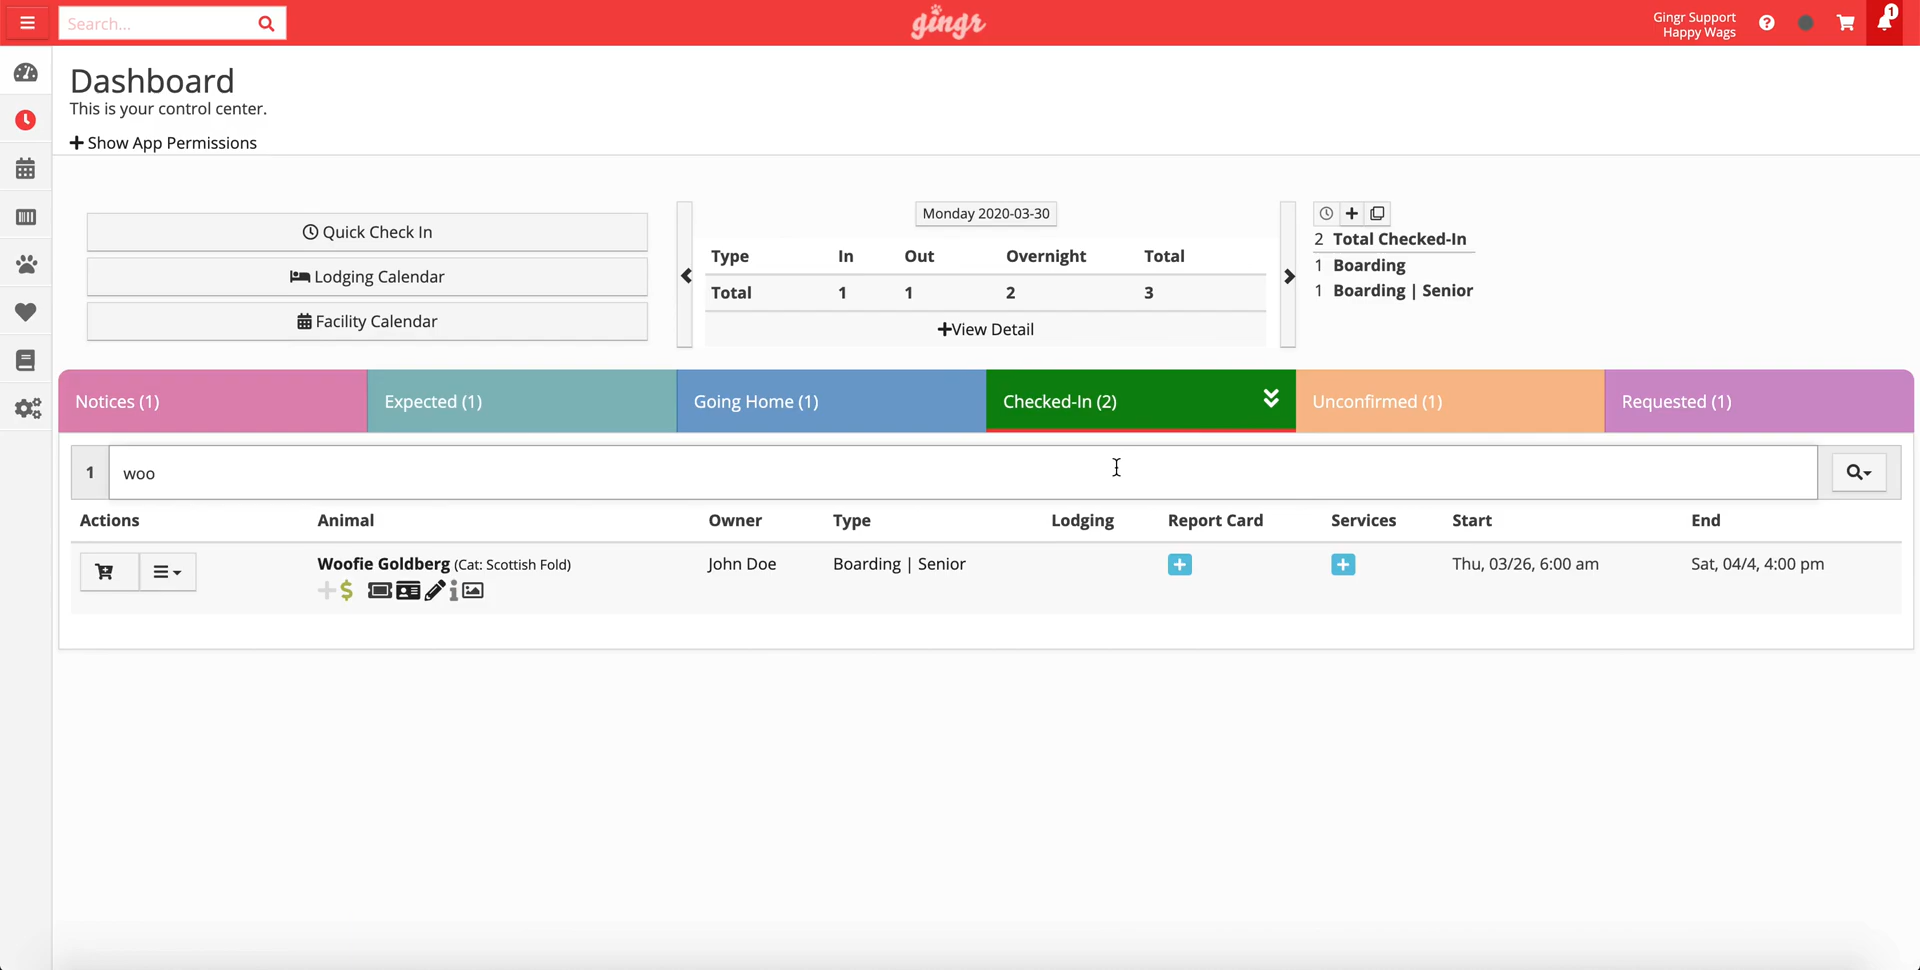 Search...
gingr
Gingr Support
Happy Wags
1
Dashboard
This is your control center.
Show App Permissions
Quick Check In
Lodging Calendar
Facility Calendar
Monday 2020-03-30
Type In Out Overnight Total
Total 1 1 2 3
View Detail
2 Total Checked-In
1 Boarding
1 Boarding | Senior
Notices (1)
Expected (1)
Going Home (1)
Checked-In (2)
Unconfirmed (1)
Requested (1)
1 woo
Actions Animal Owner Type Lodging Report Card Services Start End
Woofie Goldberg (Cat: Scottish Fold) John Doe Boarding | Senior Thu, 03/26, 6:00 am Sat, 04/4, 4:00 pm